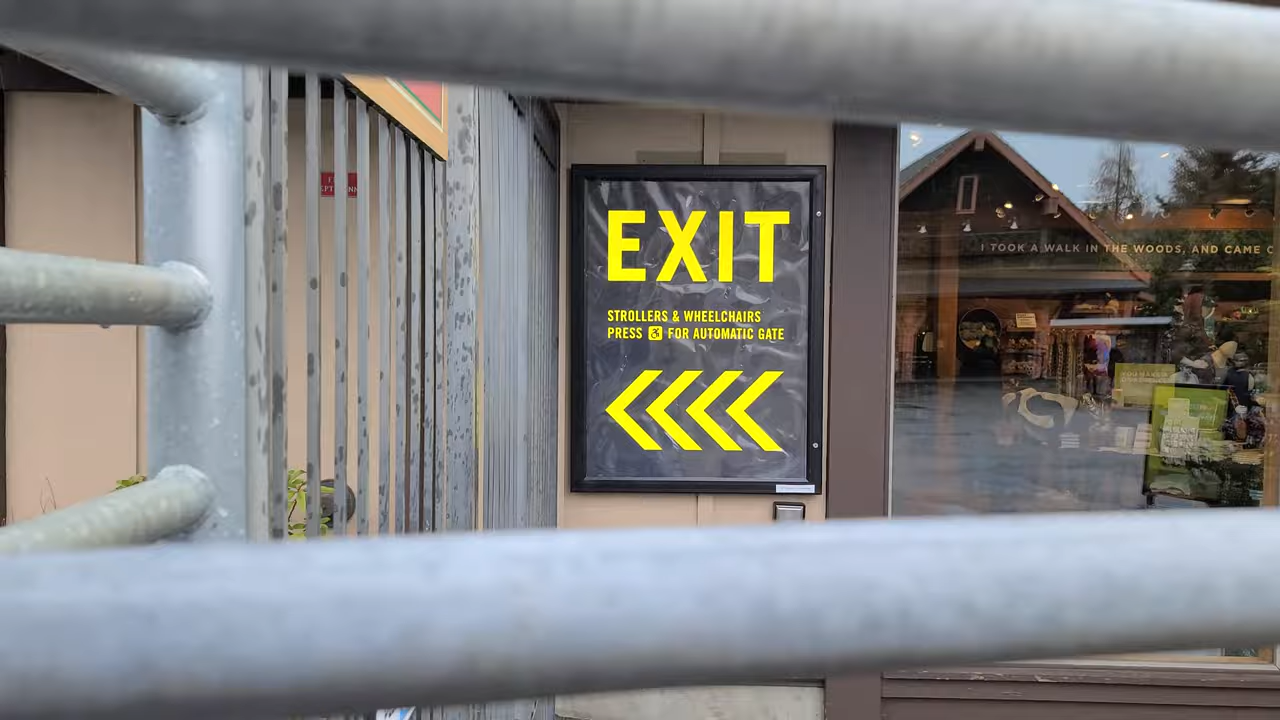 EXIT
STROLLERS & WHEELCHAIRS
PRESS ♿ FOR AUTOMATIC GATE
I TOOK A WALK IN THE WOODS, AND CAME